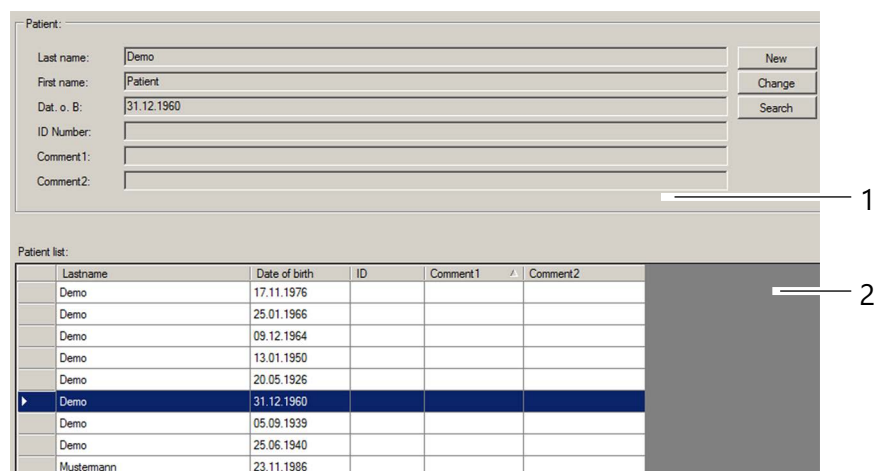 Patient:
Last name: Demo New
First name: Patient Change
Dat. o. B: 31.12.1960 Search
ID Number:
Comment1:
Comment2:
1
Patient list:
Lastname Date of birth ID Comment1 Comment2
Demo 17.11.1976
2
Demo 25.01.1966
Demo 09.12.1964
Demo 13.01.1950
Demo 20.05.1926
Demo 31.12.1960
Demo 05.09.1939
Demo 25.06.1940
Mustermann 23.11.1986